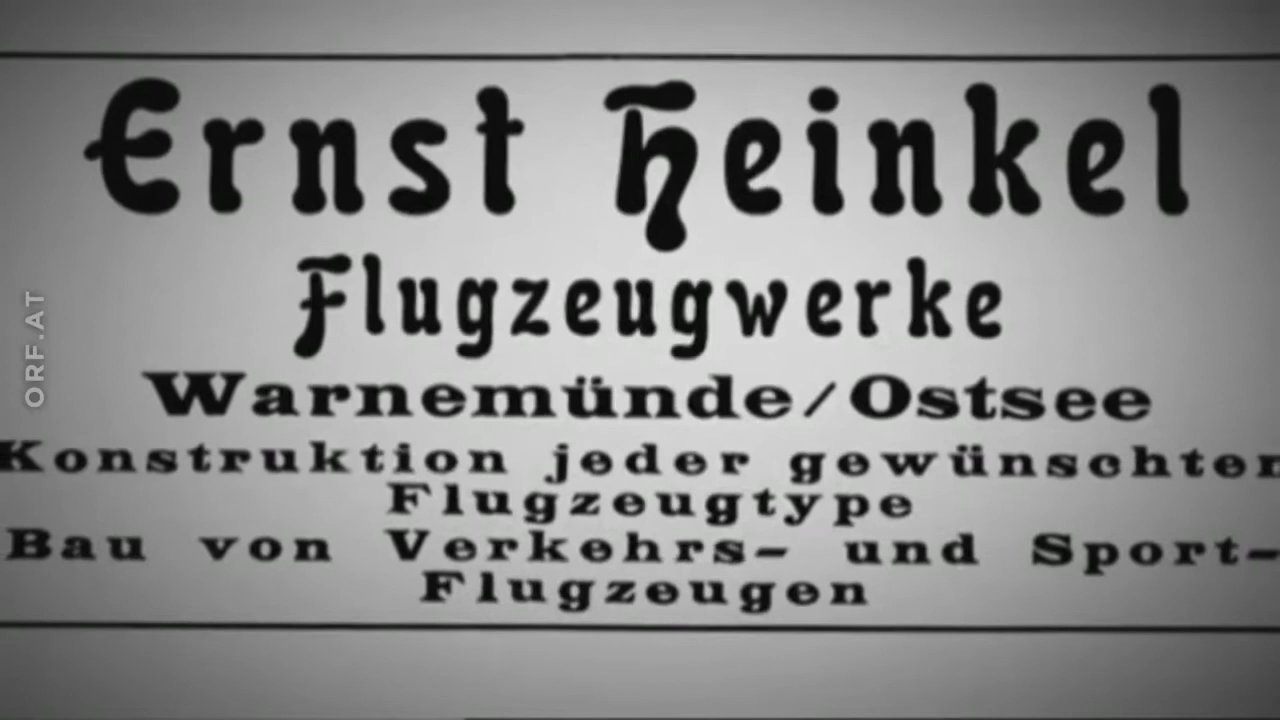 Ernst Heinkel
Flugzeugwerke
Warnemünde/Ostsee
Konstruktion jeder gewünschten
Flugzeugtype
Bau von Verkehrs- und Sport-
Flugzeugen
ORF.AT